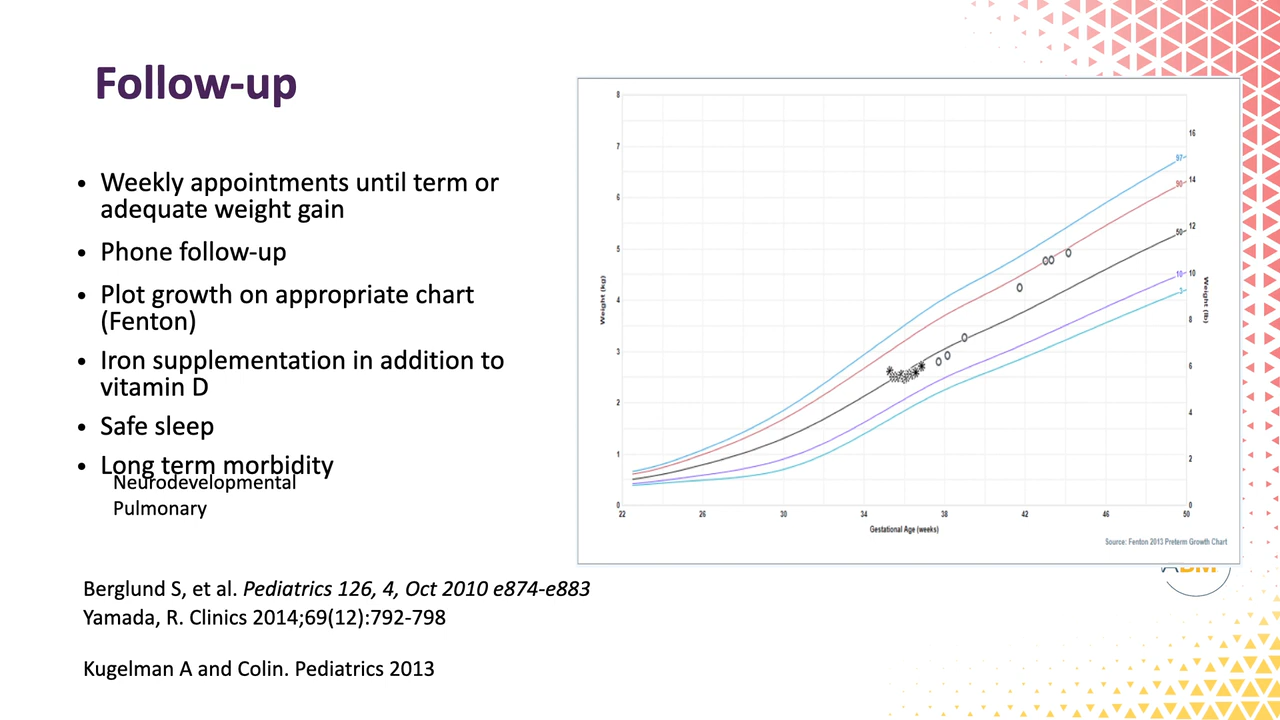 Follow-up
• Weekly appointments until term or
adequate weight gain
• Phone follow-up
• Plot growth on appropriate chart
(Fenton)
• Iron supplementation in addition to
vitamin D
• Safe sleep
• Long term morbidity
Neurodevelopmental
Pulmonary
Berglund S, et al. Pediatrics 126, 4, Oct 2010 e874-e883
Yamada, R. Clinics 2014;69(12):792-798
Kugelman A and Colin. Pediatrics 2013
Weight (kg)
8
7
6
5
4
3
2
1
0
97
90
50
10
3
16
14
12
10
8
6
4
2
0
Weight (lb)
22 26 30 34 38 42 46 50
Gestational Age (weeks)
Source: Fenton 2013 Preterm Growth Chart
ABM